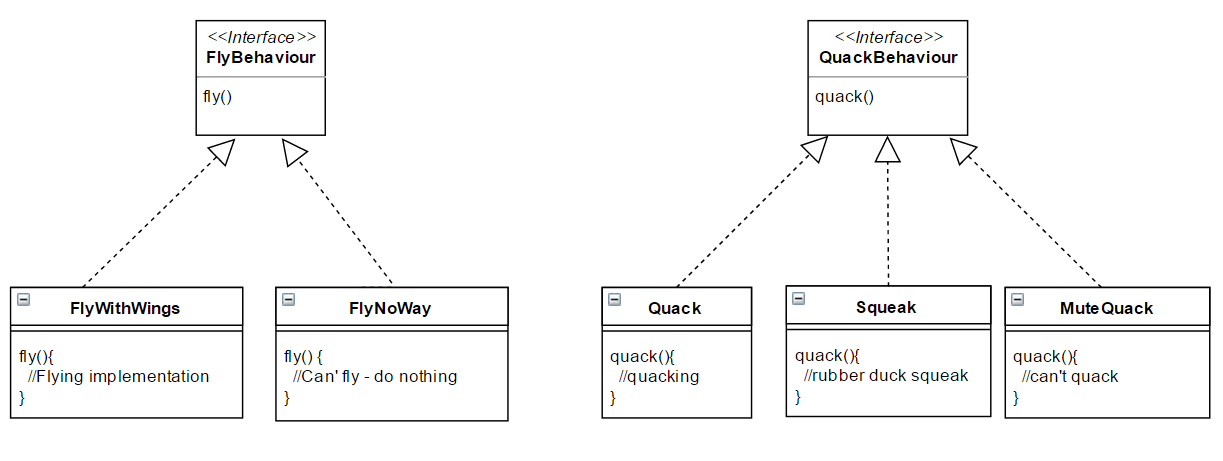 <<Interface>>
FlyBehaviour
fly()
<<Interface>>
QuackBehaviour
quack()
FlyWithWings
fly(){
//Flying implementation
}
FlyNoWay
fly() {
//Can' fly - do nothing
}
Quack
quack(){
//quacking
}
Squeak
quack(){
//rubber duck squeak
}
MuteQuack
quack(){
//can't quack
}